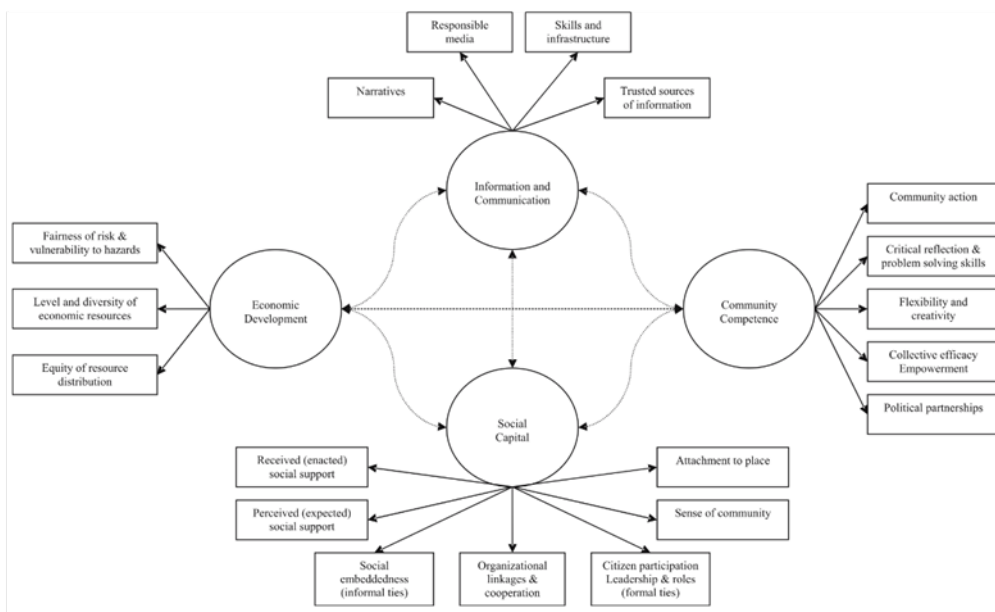 Responsible
media
Skills and
infrastructure
Narratives
Trusted sources
of information
Information and
Communication
Community action
Fairness of risk &
vulnerability to hazards
Critical reflection &
problem solving skills
Level and diversity of
economic resources
Economic
Development
Community
Competence
Flexibility and
creativity
Equity of resource
distribution
Collective efficacy
Empowerment
Political partnerships
Social
Capital
Received (enacted)
social support
Attachment to place
Perceived (expected)
social support
Sense of community
Social
embeddedness
(informal ties)
Organizational
linkages &
cooperation
Citizen participation
Leadership & roles
(formal ties)